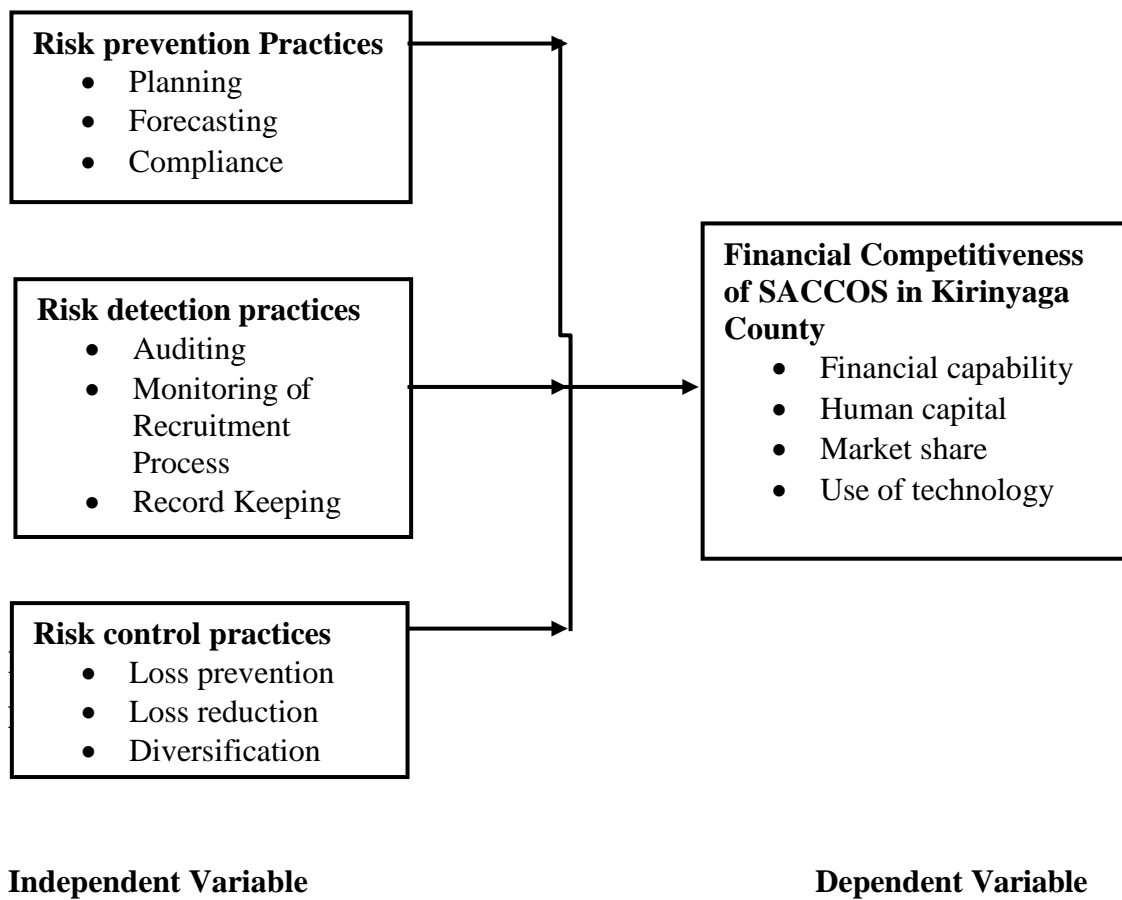 Risk prevention Practices
• Planning
• Forecasting
• Compliance
Risk detection practices
• Auditing
• Monitoring of
Recruitment
Process
• Record Keeping
Risk control practices
• Loss prevention
• Loss reduction
• Diversification
Financial Competitiveness
of SACCOS in Kirinyaga
County
• Financial capability
• Human capital
• Market share
• Use of technology
Independent Variable
Dependent Variable